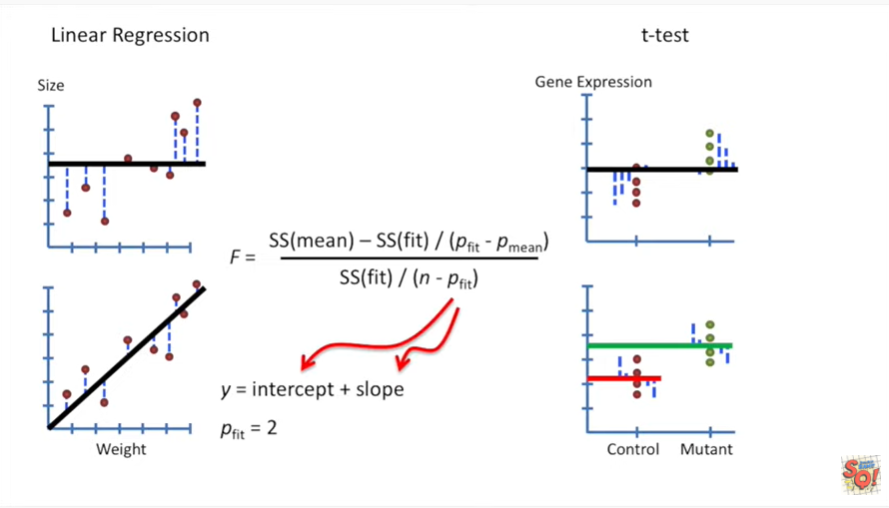 Linear Regression
t-test
Size
Gene Expression
F = SS(mean) – SS(fit) / (pfit - pmean)
SS(fit) / (n - pfit)
y = intercept + slope
pfit = 2
Weight
Control Mutant
SQ!